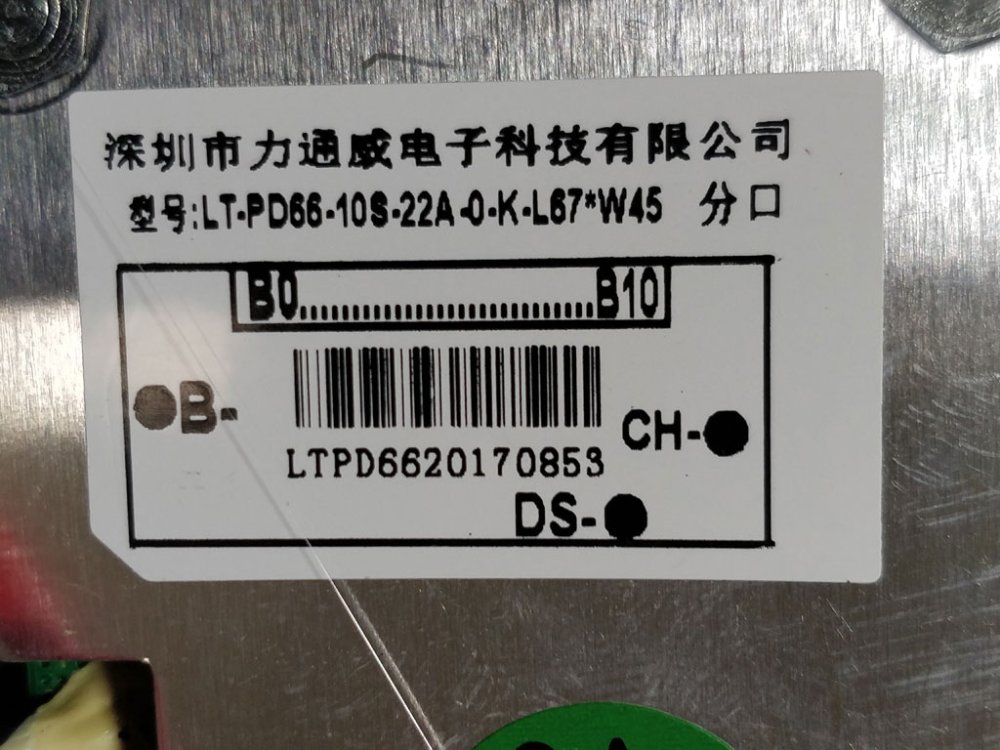 深圳市力通威电子科技有限公司
型号:LT-PD66-10S-22A-0-K-L67*W45 分口
B0............................B10
B-
CH-
LTPD6620170853
DS-